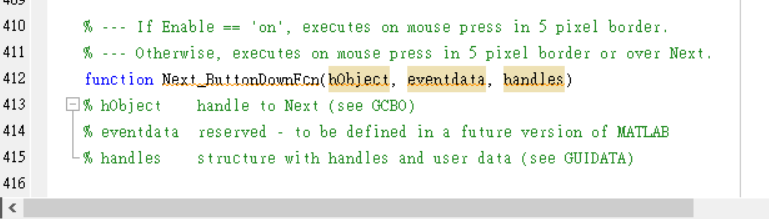 409
410 % --- If Enable == 'on', executes on mouse press in 5 pixel border.
411 % --- Otherwise, executes on mouse press in 5 pixel border or over Next.
412 function Next_ButtonDownFcn(hObject, eventdata, handles)
413 % hObject    handle to Next (see GCBO)
414 % eventdata  reserved - to be defined in a future version of MATLAB
415 % handles    structure with handles and user data (see GUIDATA)
416